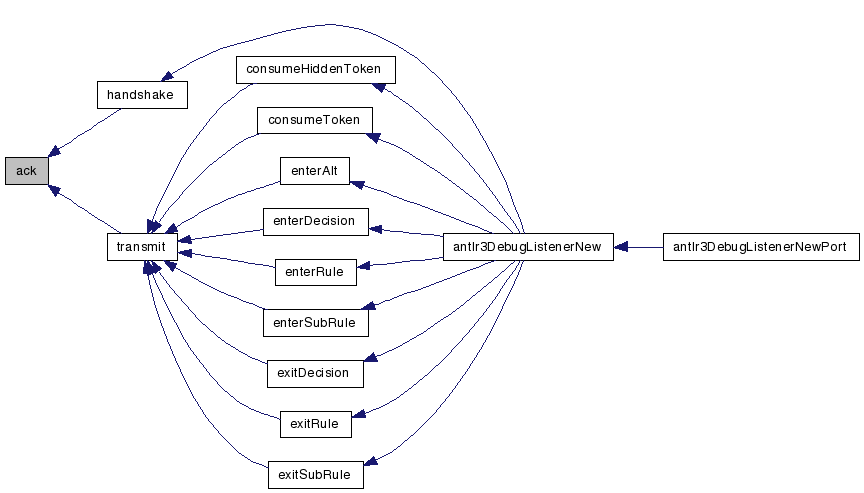 consumeHiddenToken
handshake
consumeToken
ack
enterAlt
enterDecision
transmit
antlr3DebugListenerNew
antlr3DebugListenerNewPort
enterRule
enterSubRule
exitDecision
exitRule
exitSubRule